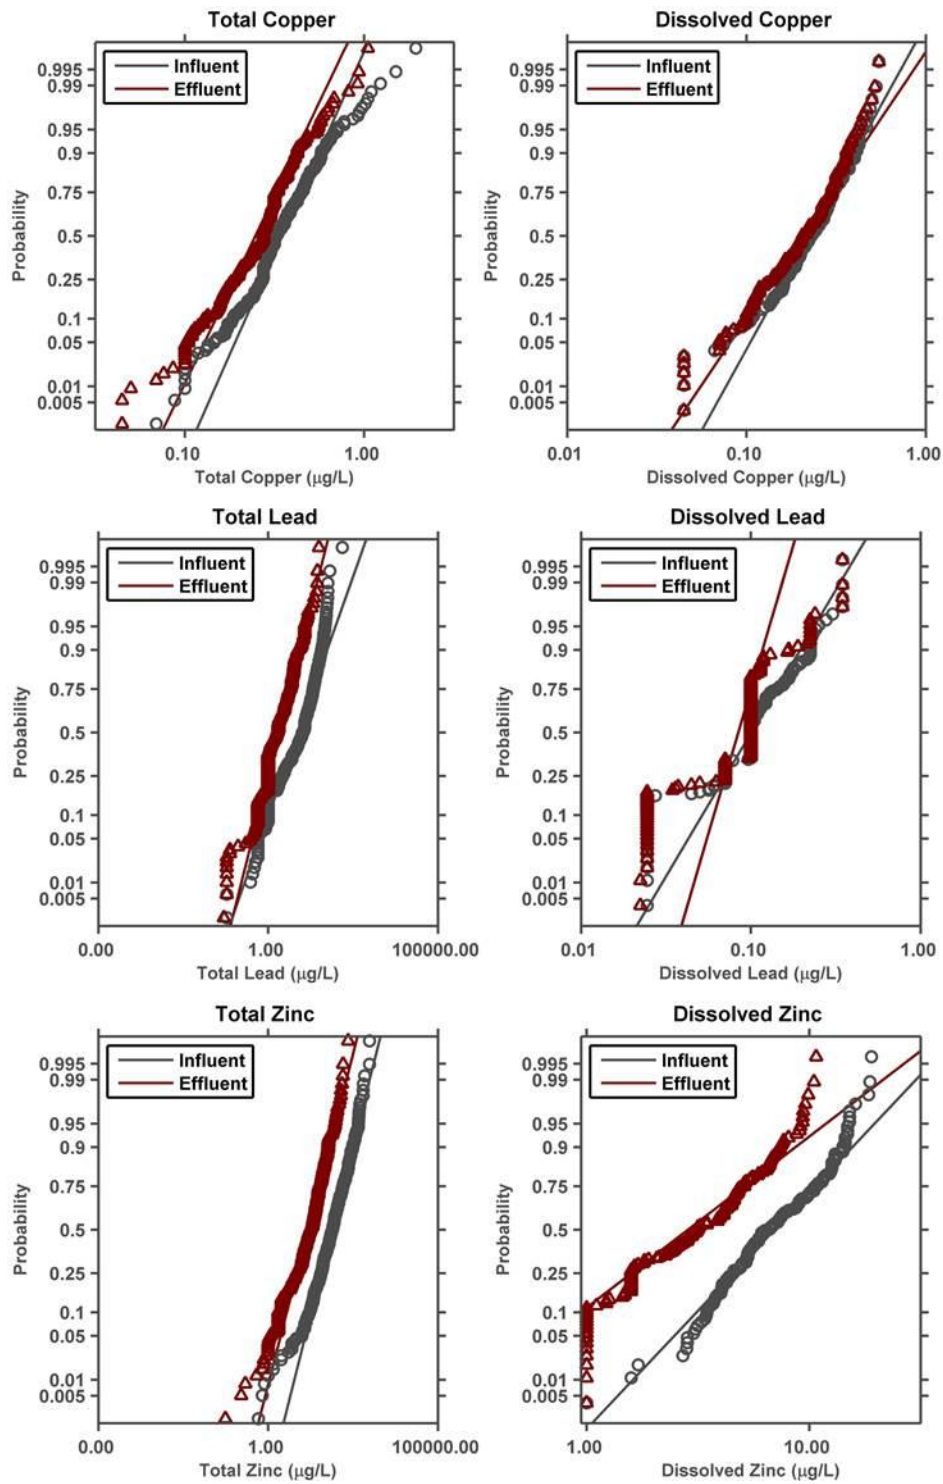 Total Copper
Influent
Effluent
0.995
0.99
0.95
0.9
0.75
0.5
0.25
0.1
0.05
0.01
0.005
Probability
0.10 1.00
Total Copper (µg/L)
Dissolved Copper
Influent
Effluent
0.995
0.99
0.95
0.9
0.75
0.5
0.25
0.1
0.05
0.01
0.005
Probability
0.01 0.10 1.00
Dissolved Copper (µg/L)
Total Lead
Influent
Effluent
0.995
0.99
0.95
0.9
0.75
0.5
0.25
0.1
0.05
0.01
0.005
Probability
0.00 1.00 100000.00
Total Lead (µg/L)
Dissolved Lead
Influent
Effluent
0.995
0.99
0.95
0.9
0.75
0.5
0.25
0.1
0.05
0.01
0.005
Probability
0.01 0.10 1.00
Dissolved Lead (µg/L)
Total Zinc
Influent
Effluent
0.995
0.99
0.95
0.9
0.75
0.5
0.25
0.1
0.05
0.01
0.005
Probability
0.00 1.00 100000.00
Total Zinc (µg/L)
Dissolved Zinc
Influent
Effluent
0.995
0.99
0.95
0.9
0.75
0.5
0.25
0.1
0.05
0.01
0.005
Probability
1.00 10.00
Dissolved Zinc (µg/L)